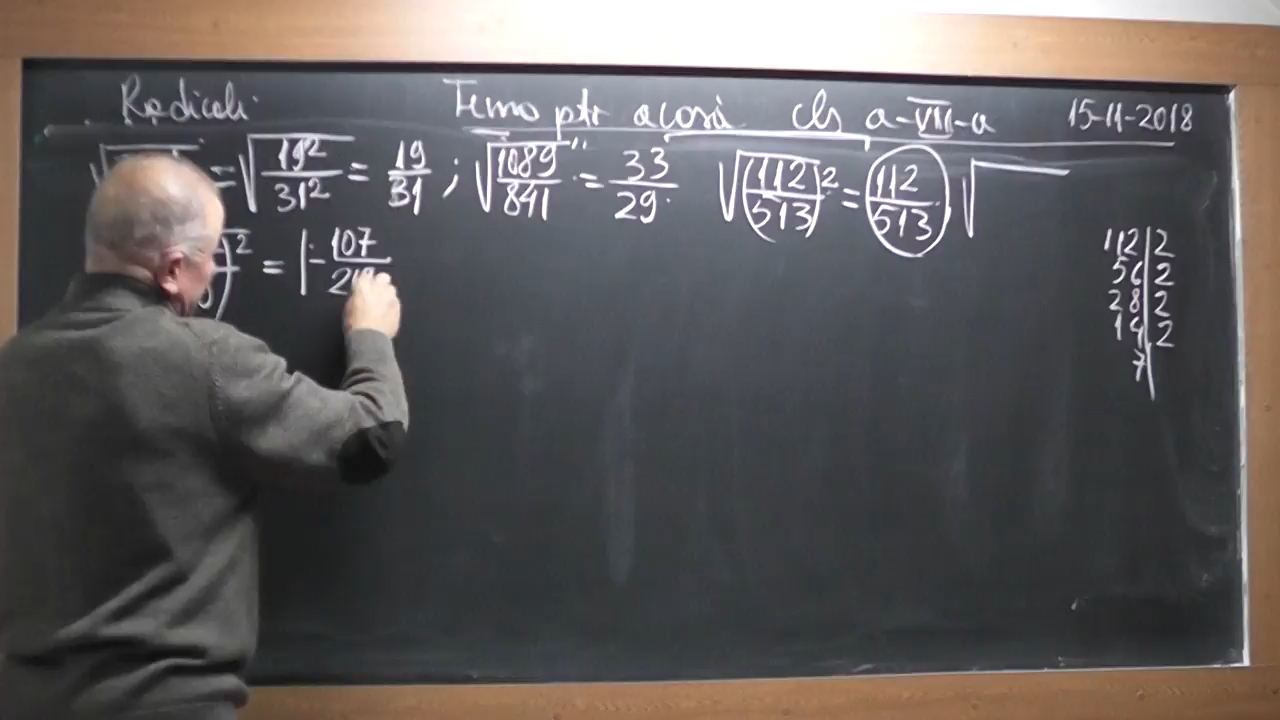 Radicali Temă ptr acasă cls a-VIII-a 15-11-2018
= √(19²/31²) = 19/31 ; √(1089/841) = 33/29. √(112/513)² = 112/513, √
)² = |-107/2
112 | 2
56 | 2
28 | 2
14 | 2
7 |